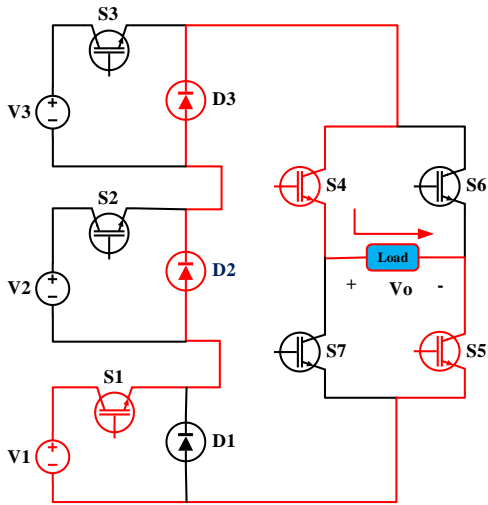 S3
V3
+
−
D3
S2
V2
+
−
D2
S1
V1
+
−
D1
S4
S6
Load
+ Vo -
S7
S5